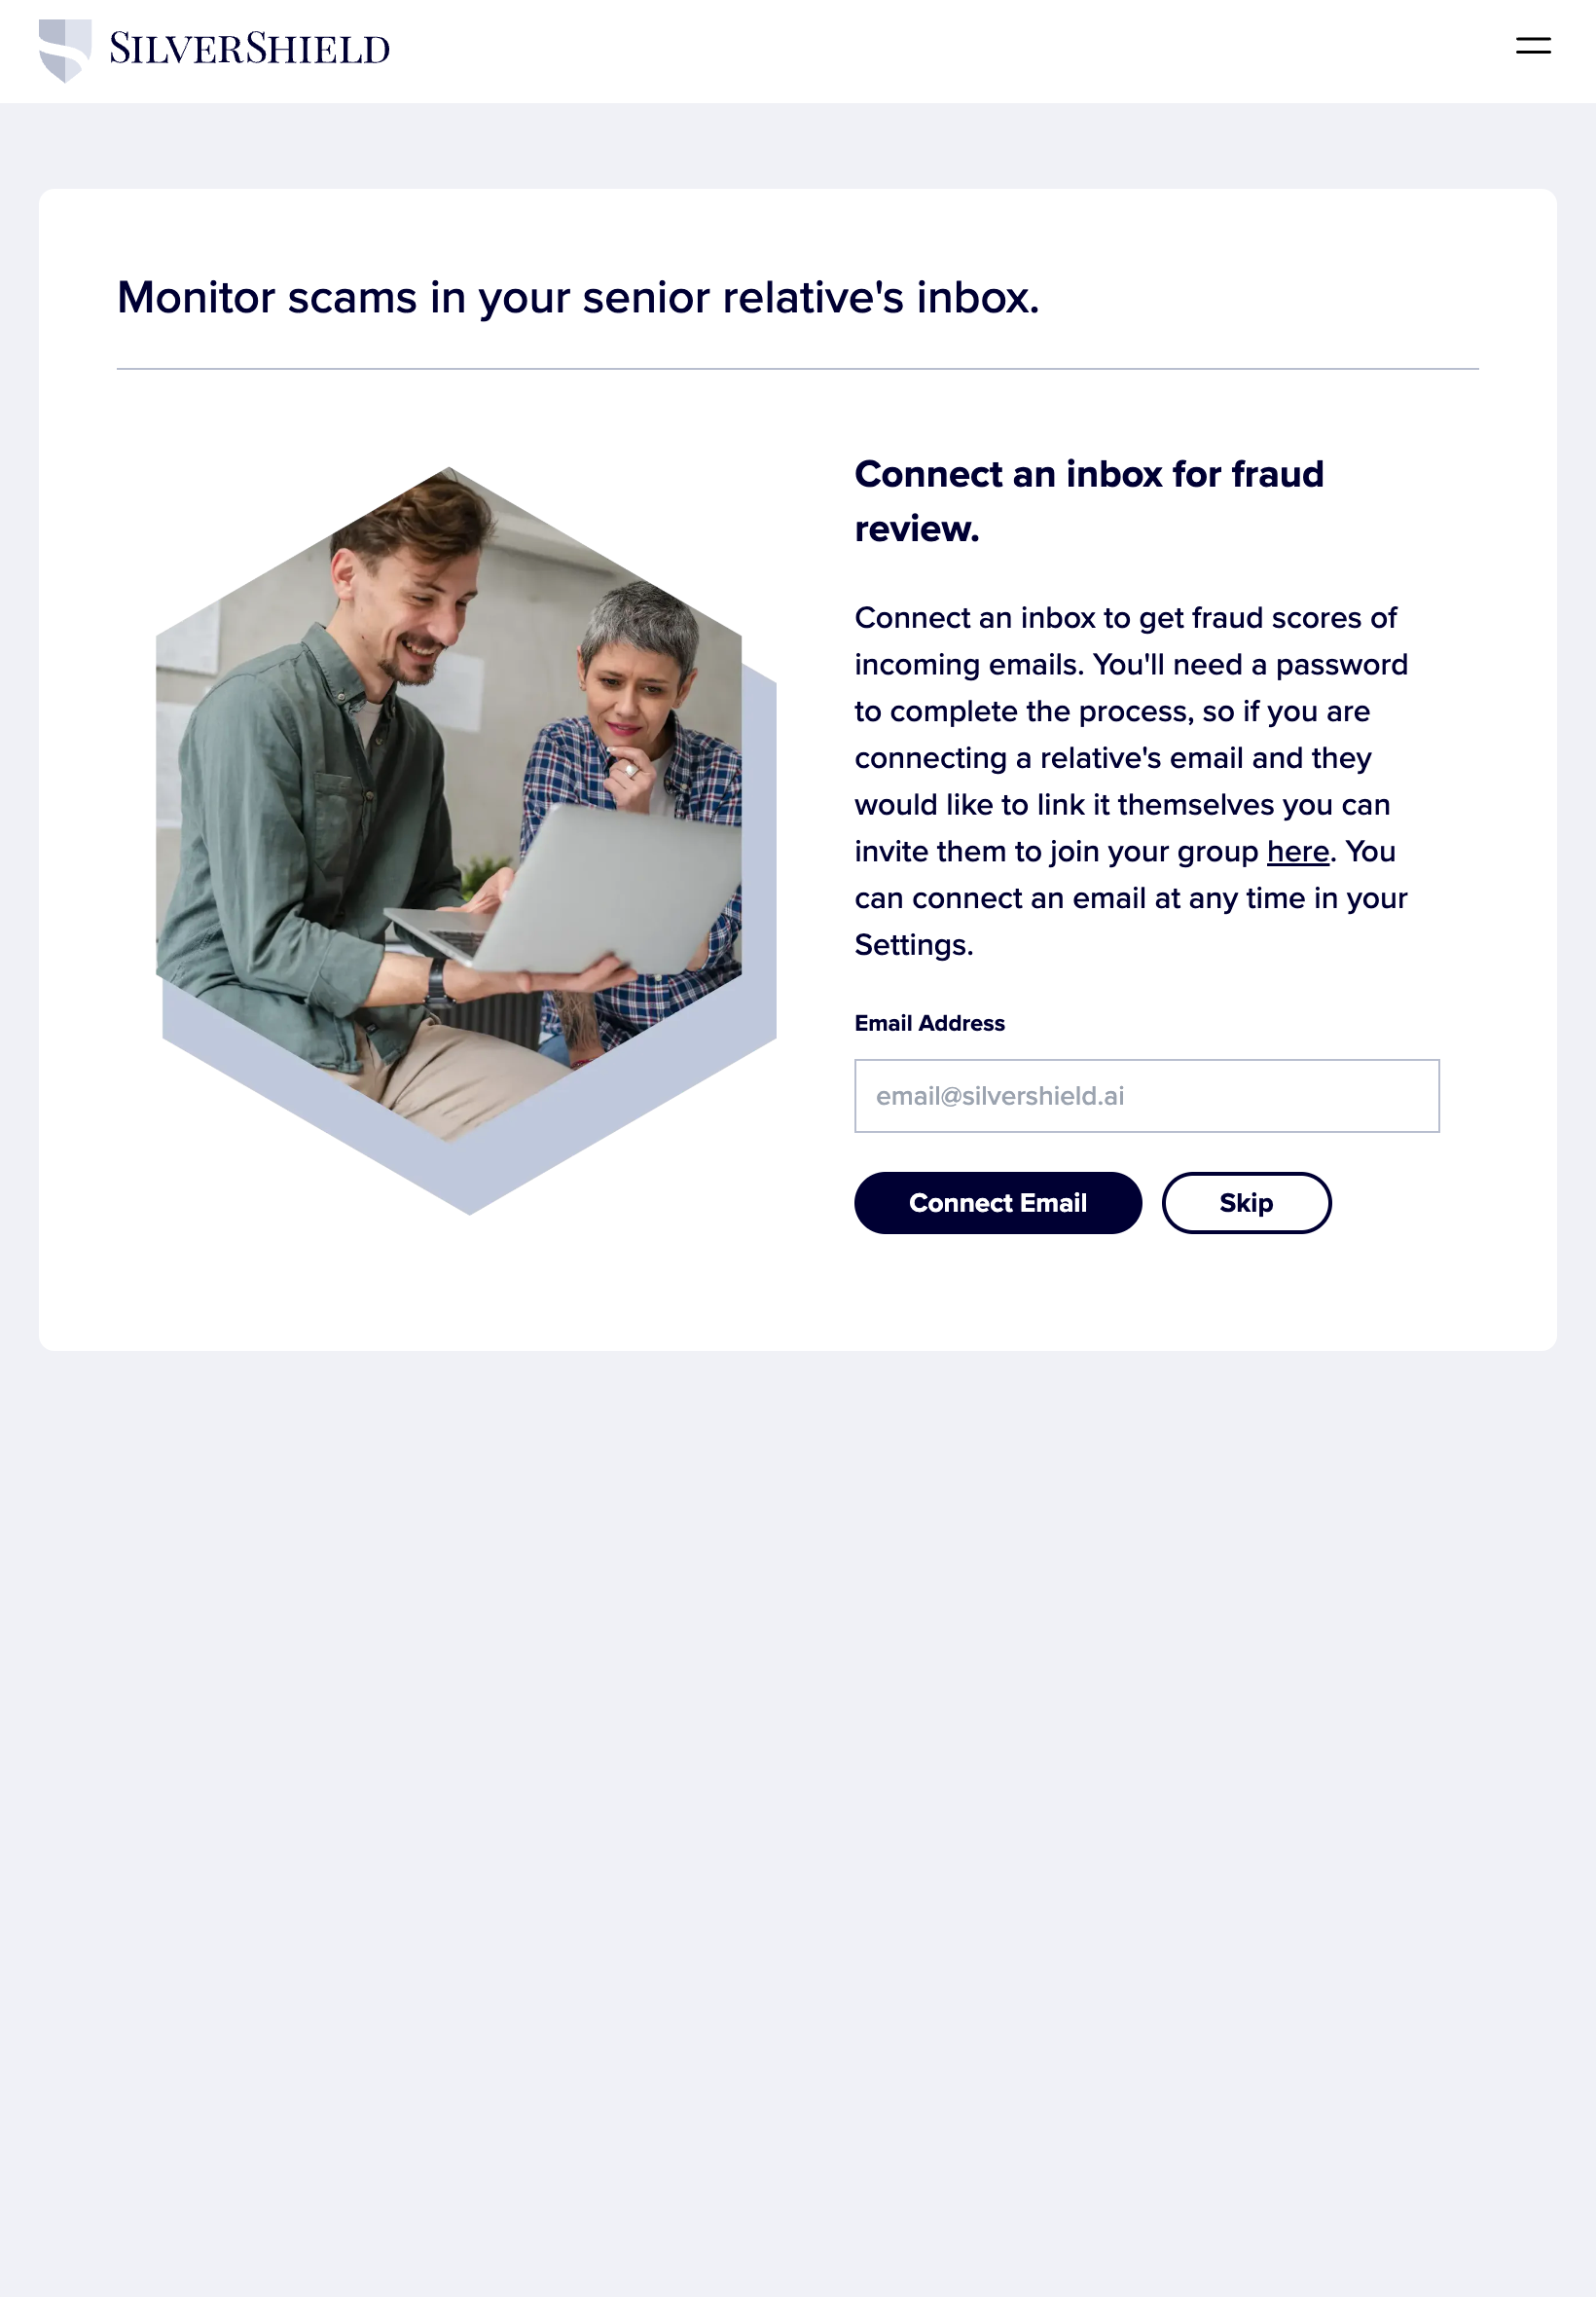 SILVERSHIELD
Monitor scams in your senior relative's inbox.
Connect an inbox for fraud
review.
Connect an inbox to get fraud scores of
incoming emails. You'll need a password
to complete the process, so if you are
connecting a relative's email and they
would like to link it themselves you can
invite them to join your group here. You
can connect an email at any time in your
Settings.
Email Address
email@silvershield.ai
Connect Email
Skip